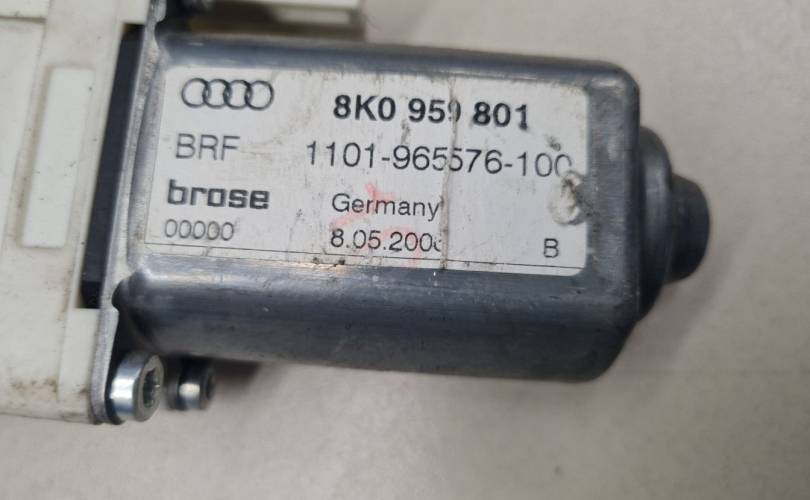 8K0 959 801
BRF 1101-965576-100
brose Germany
00000 B